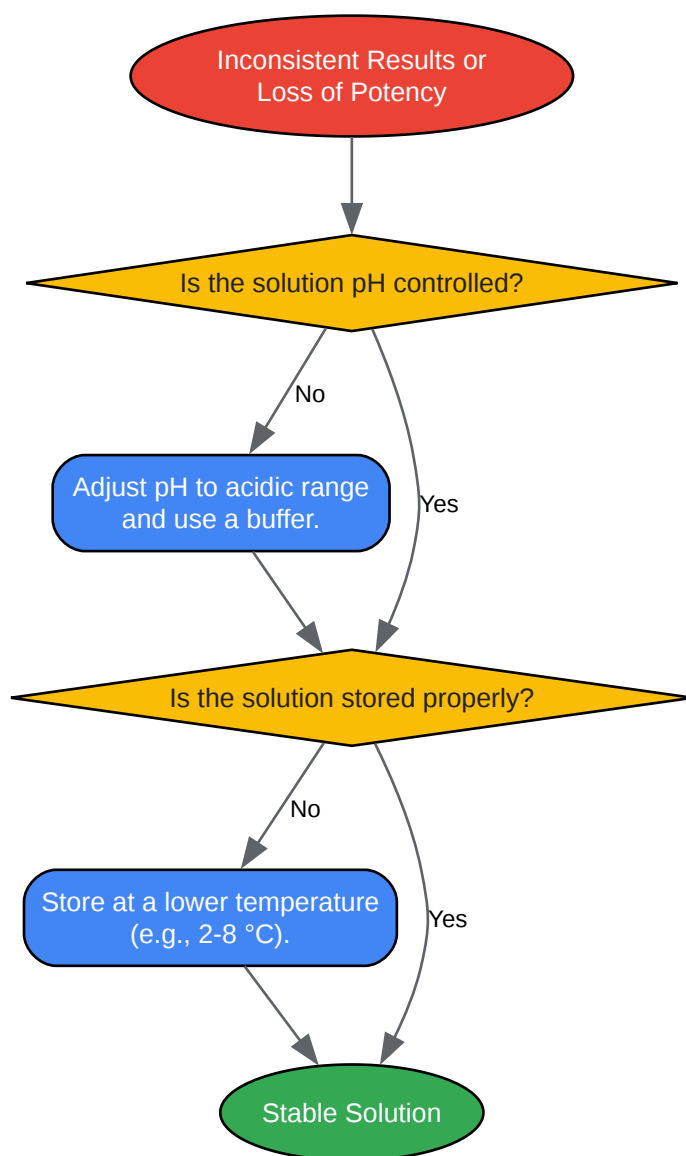 Inconsistent Results or
Loss of Potency
Is the solution pH controlled?
No
Adjust pH to acidic range
and use a buffer.
Yes
Is the solution stored properly?
No
Store at a lower temperature
(e.g., 2-8 °C).
Yes
Stable Solution